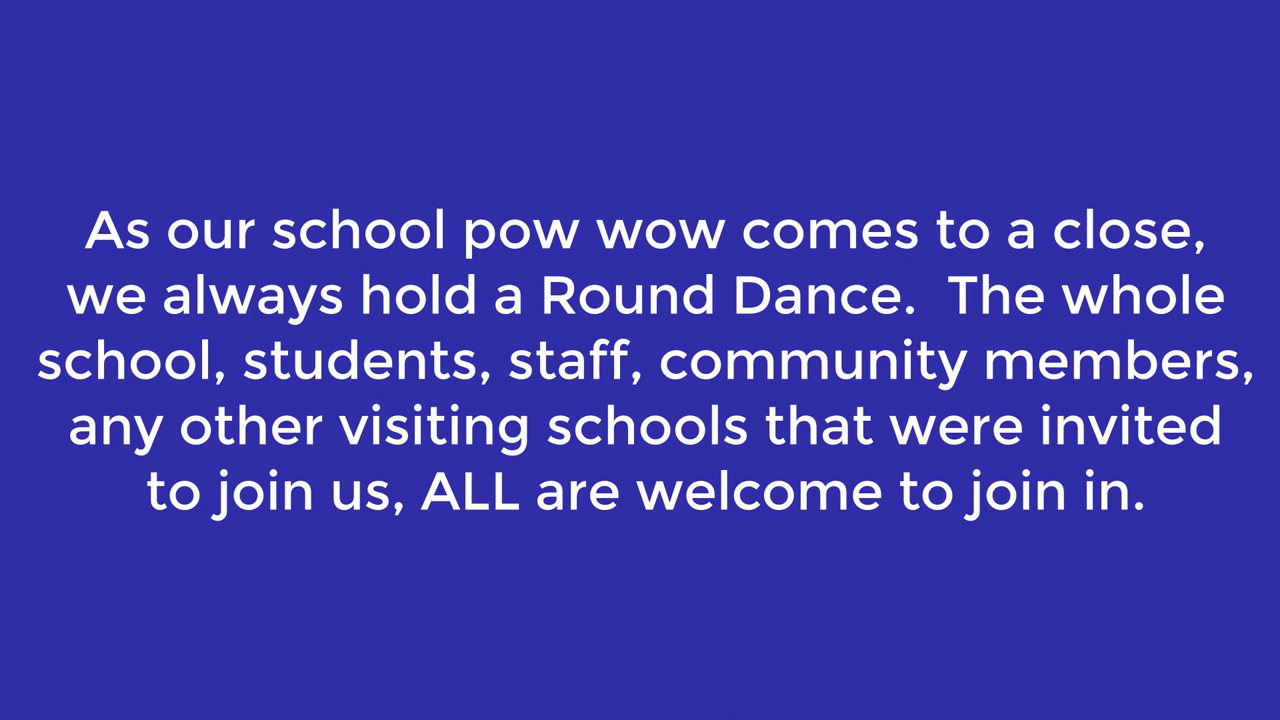 As our school pow wow comes to a close,
we always hold a Round Dance.  The whole
school, students, staff, community members,
any other visiting schools that were invited
to join us, ALL are welcome to join in.